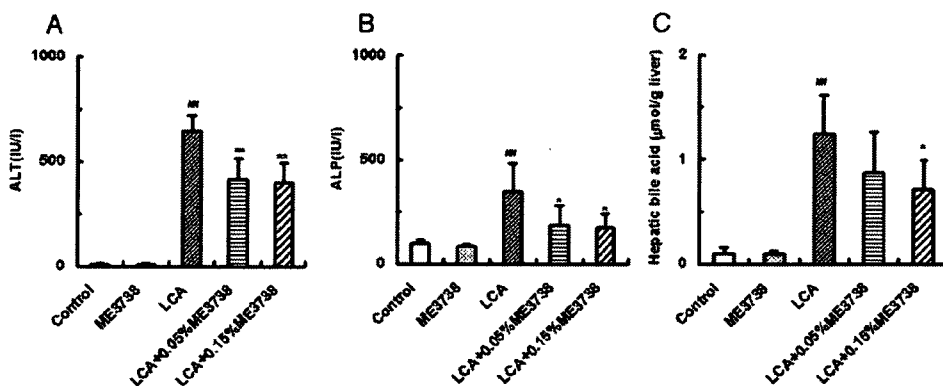 A
B
C
1000
500
0
ALT(IU/l)
Control
ME3738
LCA
LCA+0.05%ME3738
LCA+0.15%ME3738
##
**
**
1000
500
0
ALP(IU/l)
Control
ME3738
LCA
LCA+0.05%ME3738
LCA+0.15%ME3738
##
*
*
2
1
0
Hepatic bile acid (μmol/g liver)
Control
ME3738
LCA
LCA+0.05%ME3738
LCA+0.15%ME3738
##
*